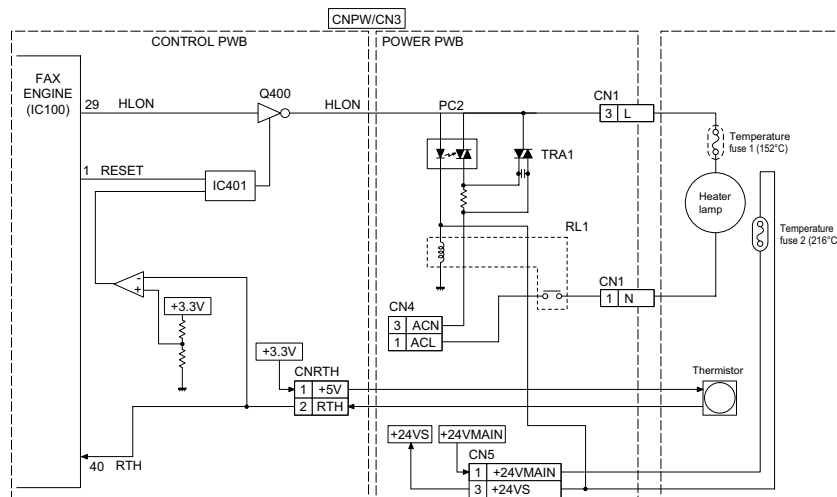 CNPW/CN3
CONTROL PWB
POWER PWB
FAX
ENGINE
(IC100)
29 HLON
Q400
HLON
PC2
CN1
3 L
TRA1
Temperature
fuse 1 (152°C)
1 RESET
IC401
Heater
lamp
Temperature
fuse 2 (216°C
RL1
CN1
1 N
-
+
+3.3V
CN4
3 ACN
1 ACL
+3.3V
CNRTH
1 +5V
2 RTH
Thermistor
40 RTH
+24VS
+24VMAIN
CN5
1 +24VMAIN
3 +24VS